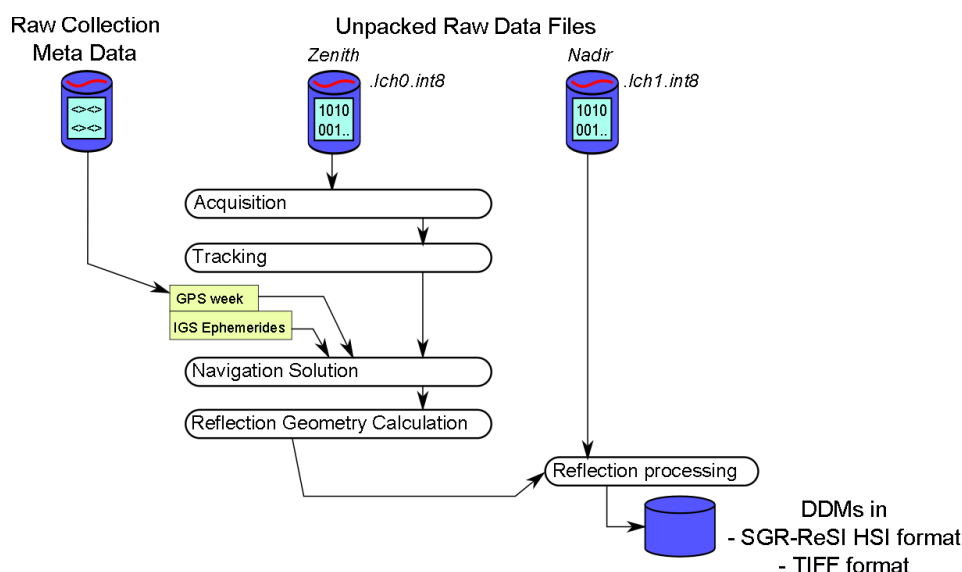 Raw Collection
Meta Data
Unpacked Raw Data Files
Zenith
.lch0.int8
Nadir
.lch1.int8
<><>
<><>
1010
001..
1010
001..
Acquisition
Tracking
GPS week
IGS Ephemerides
Navigation Solution
Reflection Geometry Calculation
Reflection processing
DDMs in
- SGR-ReSI HSI format
- TIFF format